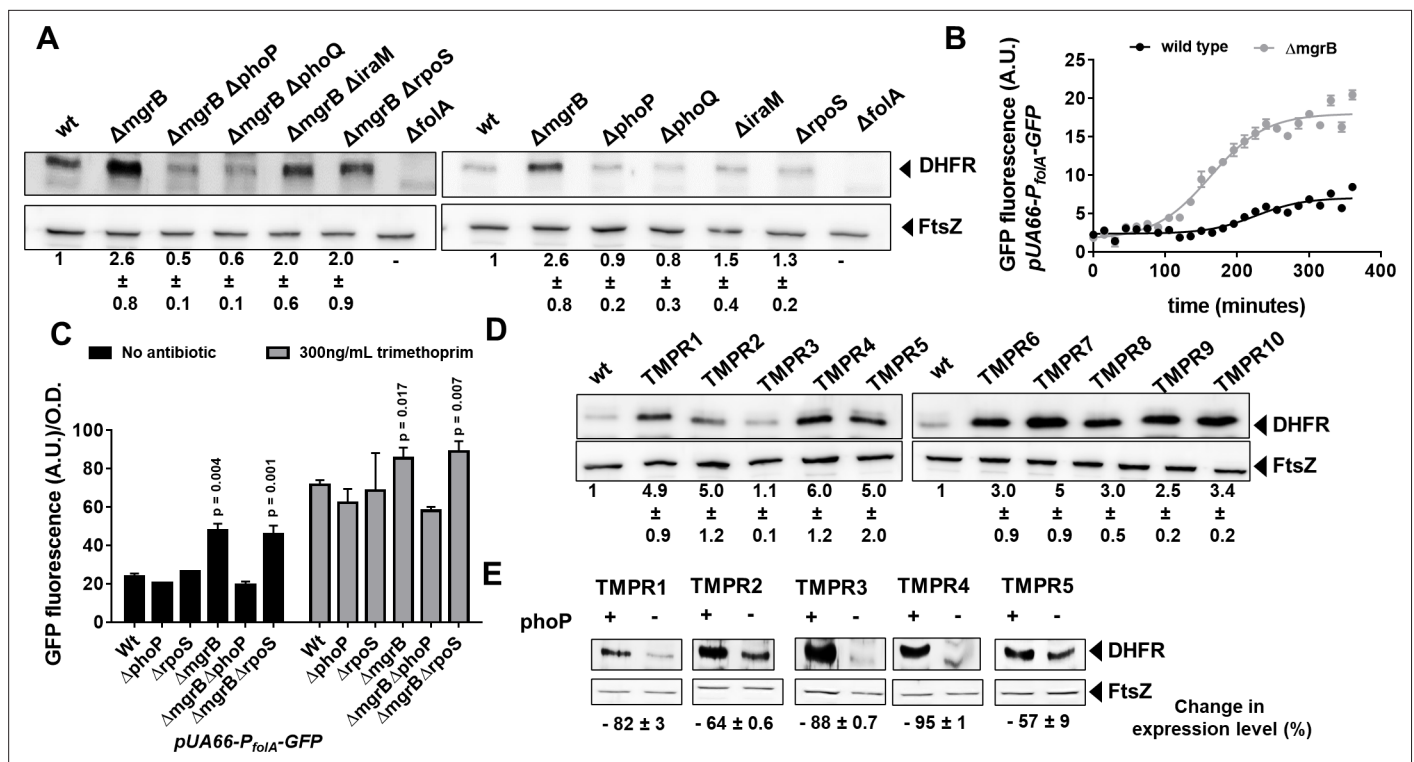 A
wt
ΔmgrB
ΔmgrB ΔphoP
ΔmgrB ΔphoQ
ΔmgrB ΔiraM
ΔmgrB ΔrpoS
ΔfolA
wt
ΔmgrB
ΔphoP
ΔphoQ
ΔiraM
ΔrpoS
ΔfolA
DHFR
FtsZ
1 2.6 0.5 0.6 2.0 2.0 - 1 2.6 0.9 0.8 1.5 1.3 -
± ± ± ± ± ± ± ± ± ±
0.8 0.1 0.1 0.6 0.9 0.8 0.2 0.3 0.4 0.2
B
wild type ΔmgrB
GFP fluorescence (A.U.)
pUA66-PfolA-GFP
25
20
15
10
5
0
0 100 200 300 400
time (minutes)
C
No antibiotic 300ng/mL trimethoprim
GFP fluorescence (A.U.)/O.D.
100
80
60
40
20
0
p = 0.004
p = 0.001
p = 0.017
p = 0.007
Wt
ΔphoP
ΔrpoS
ΔmgrB
ΔmgrBΔphoP
ΔmgrBΔrpoS
Wt
ΔphoP
ΔrpoS
ΔmgrB
ΔmgrBΔphoP
ΔmgrBΔrpoS
pUA66-PfolA-GFP
D
wt
TMPR1
TMPR2
TMPR3
TMPR4
TMPR5
wt
TMPR6
TMPR7
TMPR8
TMPR9
TMPR10
DHFR
FtsZ
1 4.9 5.0 1.1 6.0 5.0 1 3.0 5 3.0 2.5 3.4
± ± ± ± ± ± ± ± ± ±
0.9 1.2 0.1 1.2 2.0 0.9 0.9 0.5 0.2 0.2
E
TMPR1 TMPR2 TMPR3 TMPR4 TMPR5
phoP + - + - + - + - + -
DHFR
FtsZ
- 82 ± 3 - 64 ± 0.6 - 88 ± 0.7 - 95 ± 1 - 57 ± 9
Change in
expression level (%)